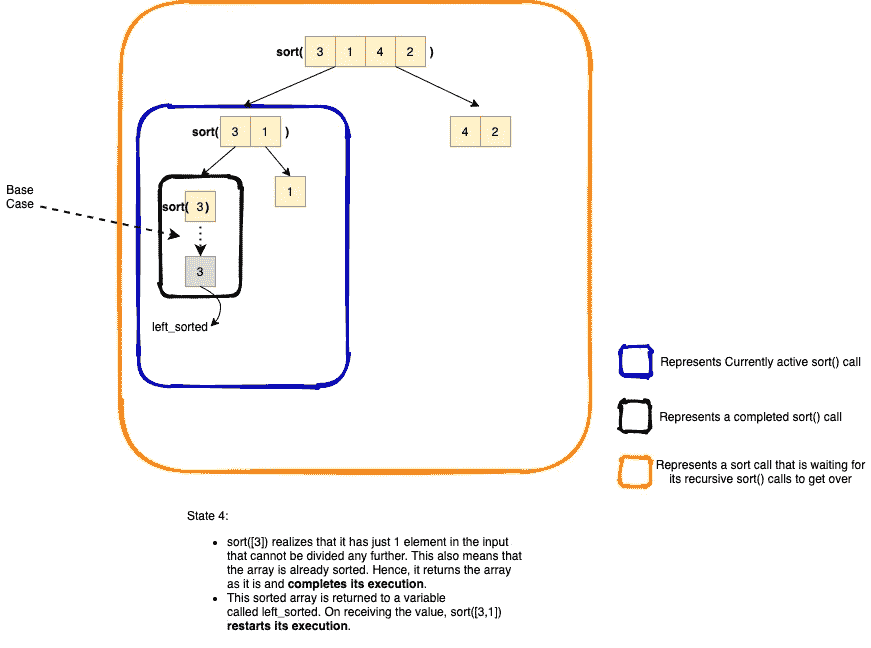 sort( 3 1 4 2 )
sort( 3 1 )
4 2
Base
Case
sort( 3 )
1
3
left_sorted
Represents Currently active sort() call
Represents a completed sort() call
Represents a sort call that is waiting for
its recursive sort() calls to get over
State 4:
• sort([3]) realizes that it has just 1 element in the input
that cannot be divided any further. This also means that
the array is already sorted. Hence, it returns the array
as it is and completes its execution.
• This sorted array is returned to a variable
called left_sorted. On receiving the value, sort([3,1])
restarts its execution.